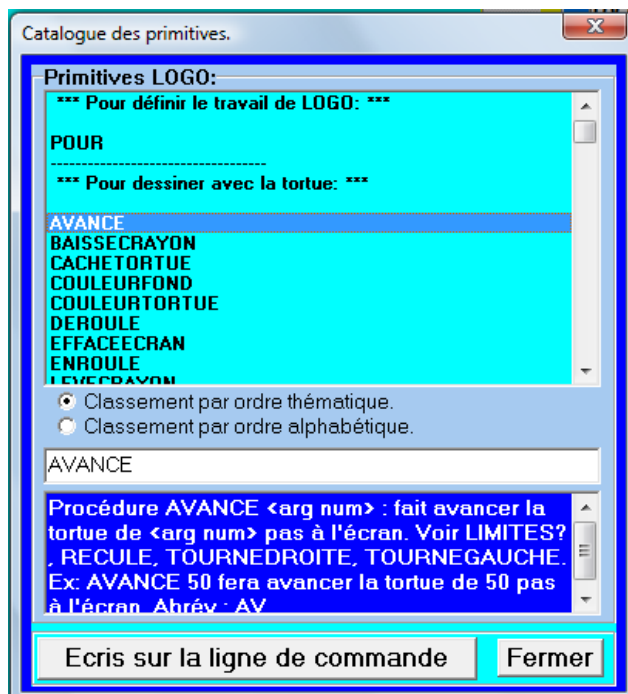 Catalogue des primitives.
Primitives LOGO:
*** Pour définir le travail de LOGO: ***
POUR
----------------------------------
*** Pour dessiner avec la tortue: ***
AVANCE
BAISSECRAYON
CACHETORTUE
COULEURFOND
COULEURTORTUE
DEROULE
EFFACEECRAN
ENROULE
LEVECRAYON
Classement par ordre thématique.
Classement par ordre alphabétique.
AVANCE
Procédure AVANCE <arg num> : fait avancer la
tortue de <arg num> pas à l'écran. Voir LIMITES?
, RECULE, TOURNEDROITE, TOURNEGAUCHE.
Ex: AVANCE 50 fera avancer la tortue de 50 pas
à l'écran. Abrév : AV
Ecris sur la ligne de commande
Fermer